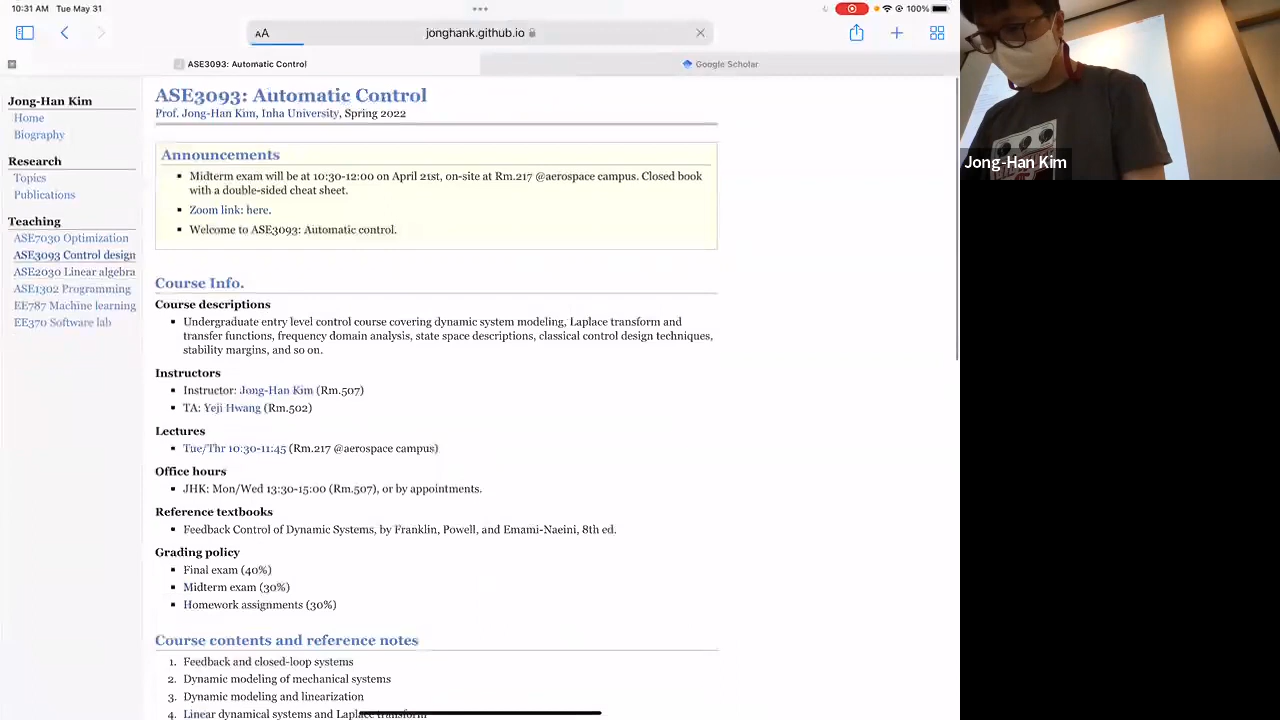 10:31 AM Tue May 31
100%
AA
jonghank.github.io
ASE3093: Automatic Control
Google Scholar
Jong-Han Kim
Home
Biography
Research
Topics
Publications
Teaching
ASE7030 Optimization
ASE3093 Control design
ASE2030 Linear algebra
ASE1302 Programming
EE787 Machine learning
EE370 Software lab
ASE3093: Automatic Control
Prof. Jong-Han Kim, Inha University, Spring 2022
Announcements
Midterm exam will be at 10:30-12:00 on April 21st, on-site at Rm.217 @aerospace campus. Closed book
with a double-sided cheat sheet.
Zoom link: here.
Welcome to ASE3093: Automatic control.
Course Info.
Course descriptions
Undergraduate entry level control course covering dynamic system modeling, Laplace transform and
transfer functions, frequency domain analysis, state space descriptions, classical control design techniques,
stability margins, and so on.
Instructors
Instructor: Jong-Han Kim (Rm.507)
TA: Yeji Hwang (Rm.502)
Lectures
Tue/Thr 10:30-11:45 (Rm.217 @aerospace campus)
Office hours
JHK: Mon/Wed 13:30-15:00 (Rm.507), or by appointments.
Reference textbooks
Feedback Control of Dynamic Systems, by Franklin, Powell, and Emami-Naeini, 8th ed.
Grading policy
Final exam (40%)
Midterm exam (30%)
Homework assignments (30%)
Course contents and reference notes
1. Feedback and closed-loop systems
2. Dynamic modeling of mechanical systems
3. Dynamic modeling and linearization
4. Linear dynamical systems and Laplace transform
Jong-Han Kim